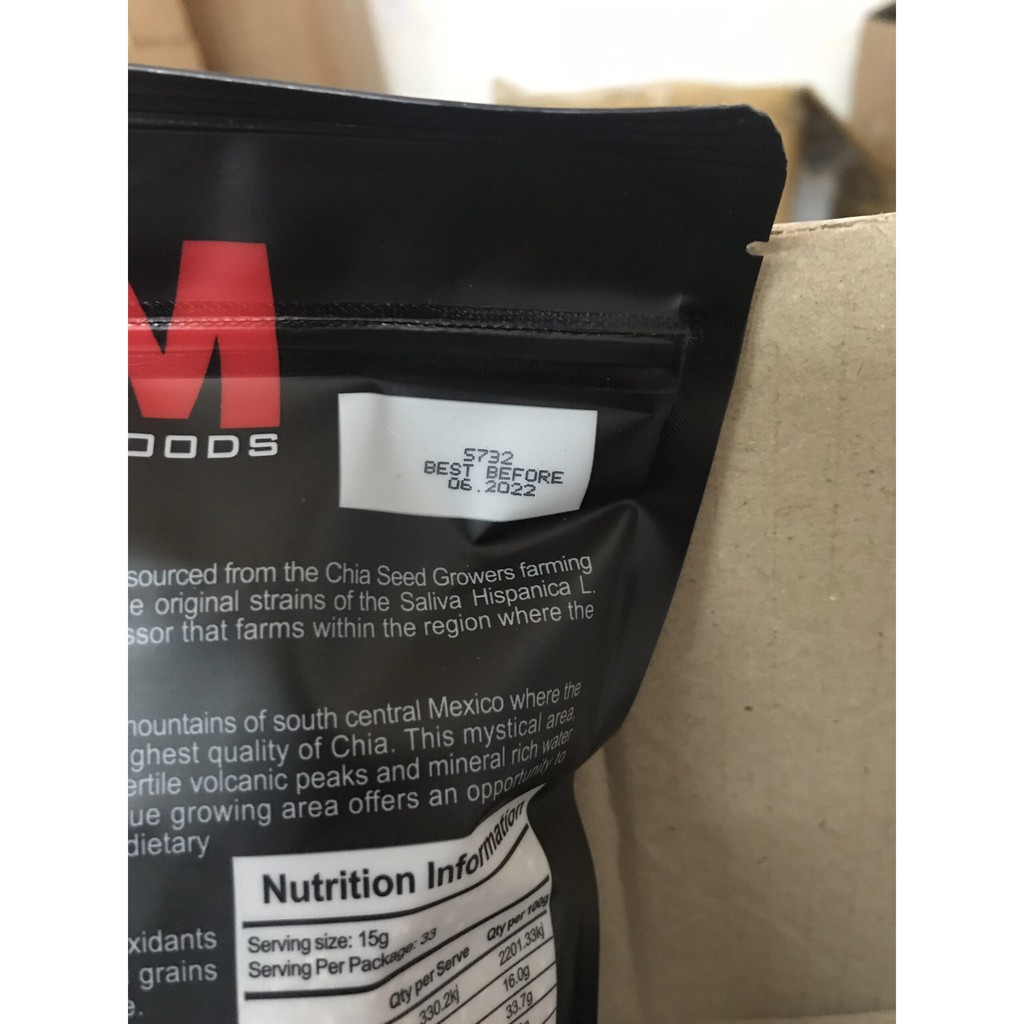 M
OODS
S732
BEST BEFORE
06.2022
sourced from the Chia Seed Growers farming
e original strains of the Saliva Hispanica L.
ssor that farms within the region where the
mountains of south central Mexico where the
ghest quality of Chia. This mystical area,
ertile volcanic peaks and mineral rich water
ue growing area offers an opportunity to
dietary
xidants
grains
e.
Nutrition Information
Serving size: 15g
Serving Per Package: 33
Qty per Serve Qty per 100g
330.2kj 2201.33kj
16.0g
33.7g